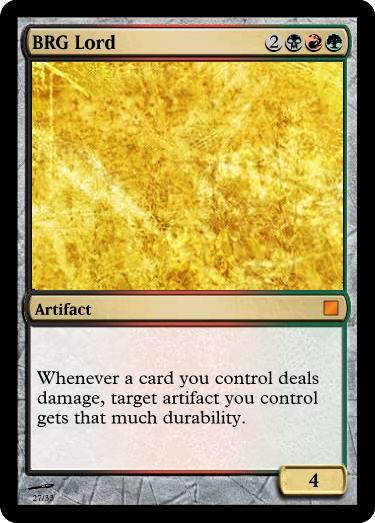 BRG Lord 2
Artifact
Whenever a card you control deals
damage, target artifact you control
gets that much durability.
4
27/33